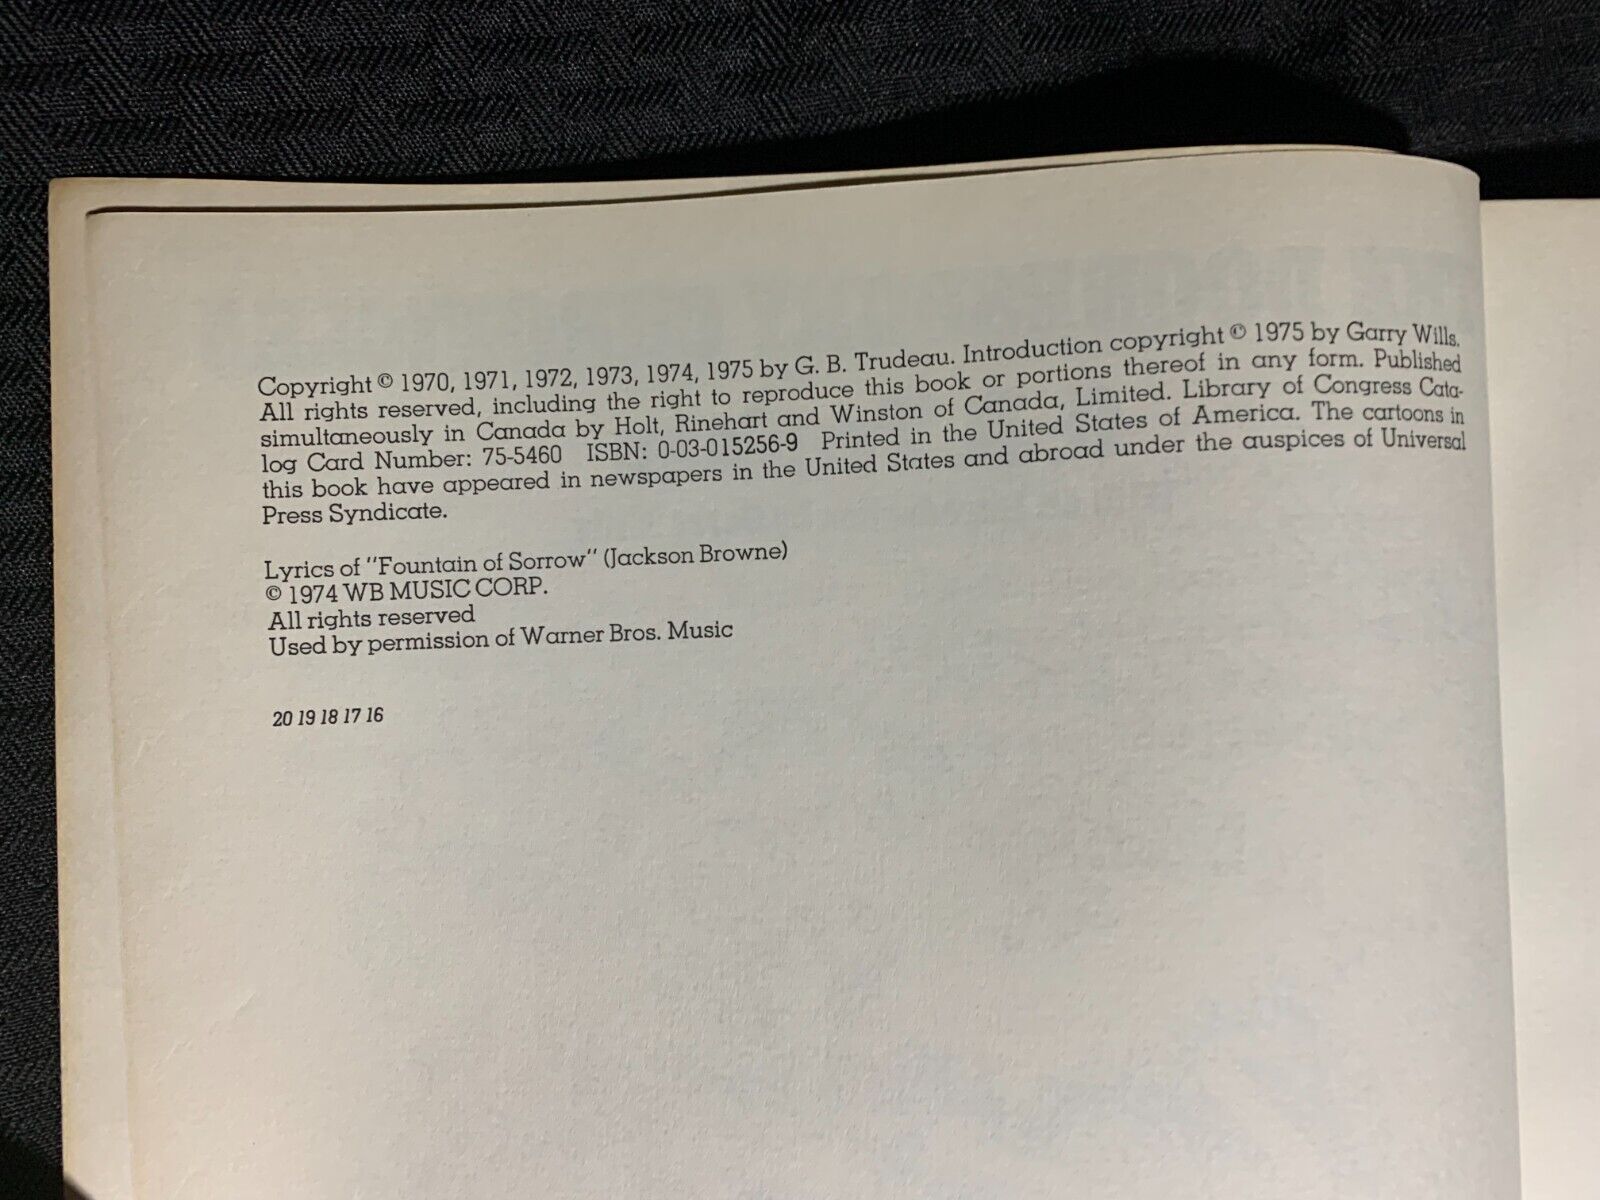 Copyright © 1970, 1971, 1972, 1973, 1974, 1975 by G. B. Trudeau. Introduction copyright © 1975 by Garry Wills.
All rights reserved, including the right to reproduce this book or portions thereof in any form. Published
simultaneously in Canada by Holt, Rinehart and Winston of Canada, Limited. Library of Congress Cata-
log Card Number: 75-5460 ISBN: 0-03-015256-9 Printed in the United States of America. The cartoons in
this book have appeared in newspapers in the United States and abroad under the auspices of Universal
Press Syndicate.
Lyrics of "Fountain of Sorrow" (Jackson Browne)
© 1974 WB MUSIC CORP.
All rights reserved
Used by permission of Warner Bros. Music
20 19 18 17 16